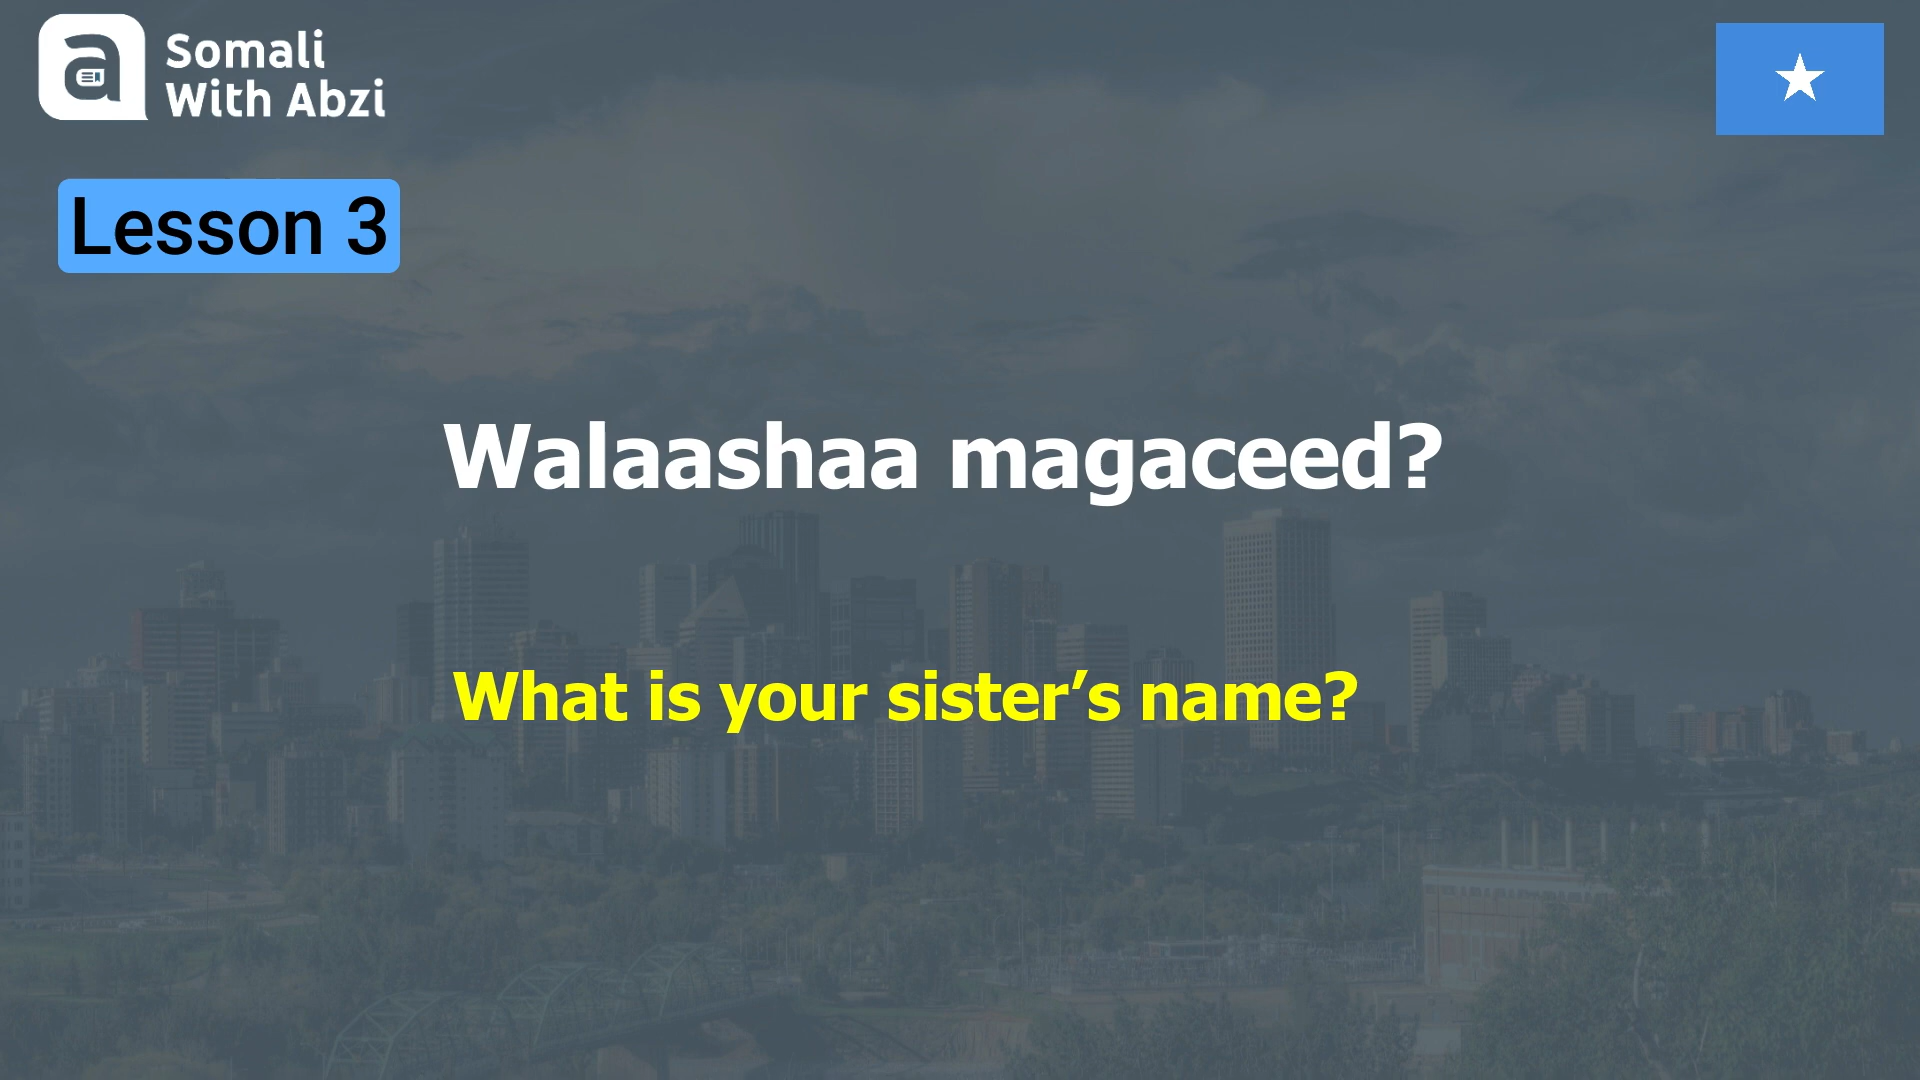 Somali
With Abzi
Lesson 3
Walaashaa magaceed?
What is your sister’s name?